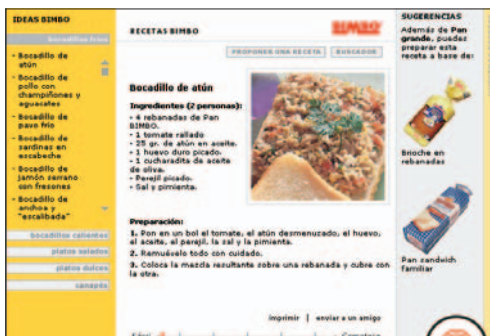 IDEAS BIMBO
bocadillos fríos
- Bocadillo de
atún
- Bocadillo de
pollo con
champiñones y
aguacates
- Bocadillo de
pavo frío
- Bocadillo de
sardinas en
escabeche
- Bocadillo de
jamón serrano
con fresones
- Bocadillo de
anchoa y
"escalibada"
bocadillos calientes
platos salados
platos dulces
canapés
RECETAS BIMBO
BIMBO
PROPONER UNA RECETA
BUSCADOR
Bocadillo de atún
Ingredientes (2 personas):
- 4 rebanadas de Pan
BIMBO.
- 1 tomate rallado
- 25 gr. de atún en aceite.
- 1 huevo duro picado.
- 1 cucharadita de aceite
de oliva.
- Perejil picado.
- Sal y pimienta.
Preparación:
1. Pon en un bol el tomate, el atún desmenuzado, el huevo,
el aceite, el perejil, la sal y la pimienta.
2. Remuévelo todo con cuidado.
3. Coloca la mezcla resultante sobre una rebanada y cubre con
la otra.
imprimir | enviar a un amigo
SUGERENCIAS
Además de Pan
grande, puedes
preparar esta
receta a base de:
Brioche en
rebanadas
Pan sandwich
familiar